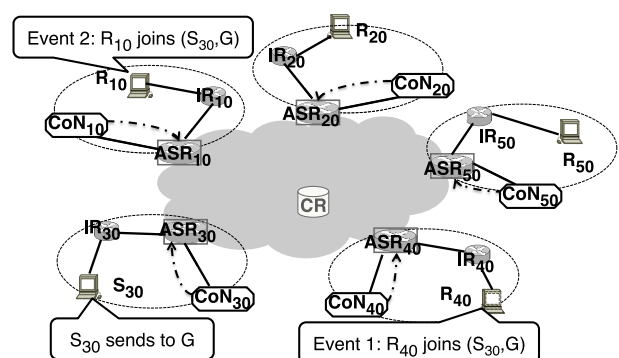 Event 2: R10 joins (S30,G)
R10
IR10
CoN10
ASR10
R20
IR20
CoN20
ASR20
IR50
R50
ASR50
CoN50
CR
IR30
ASR30
S30
CoN30
S30 sends to G
ASR40
IR40
R40
CoN40
Event 1: R40 joins (S30,G)